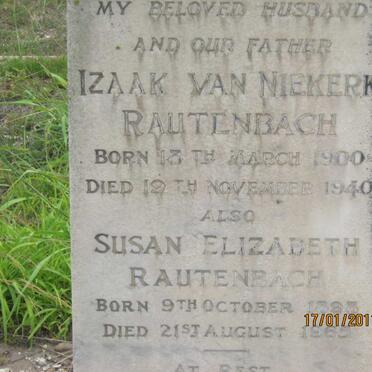 MY BELOVED HUSBAND
AND OUR FATHER
IZAAK VAN NIEKERK
RAUTENBACH
BORN 13TH MARCH 1900
DIED 19TH NOVEMBER 1940
ALSO
SUSAN ELIZABETH
RAUTENBACH
BORN 9TH OCTOBER
DIED 21ST AUGUST
AT REST
17/01/201